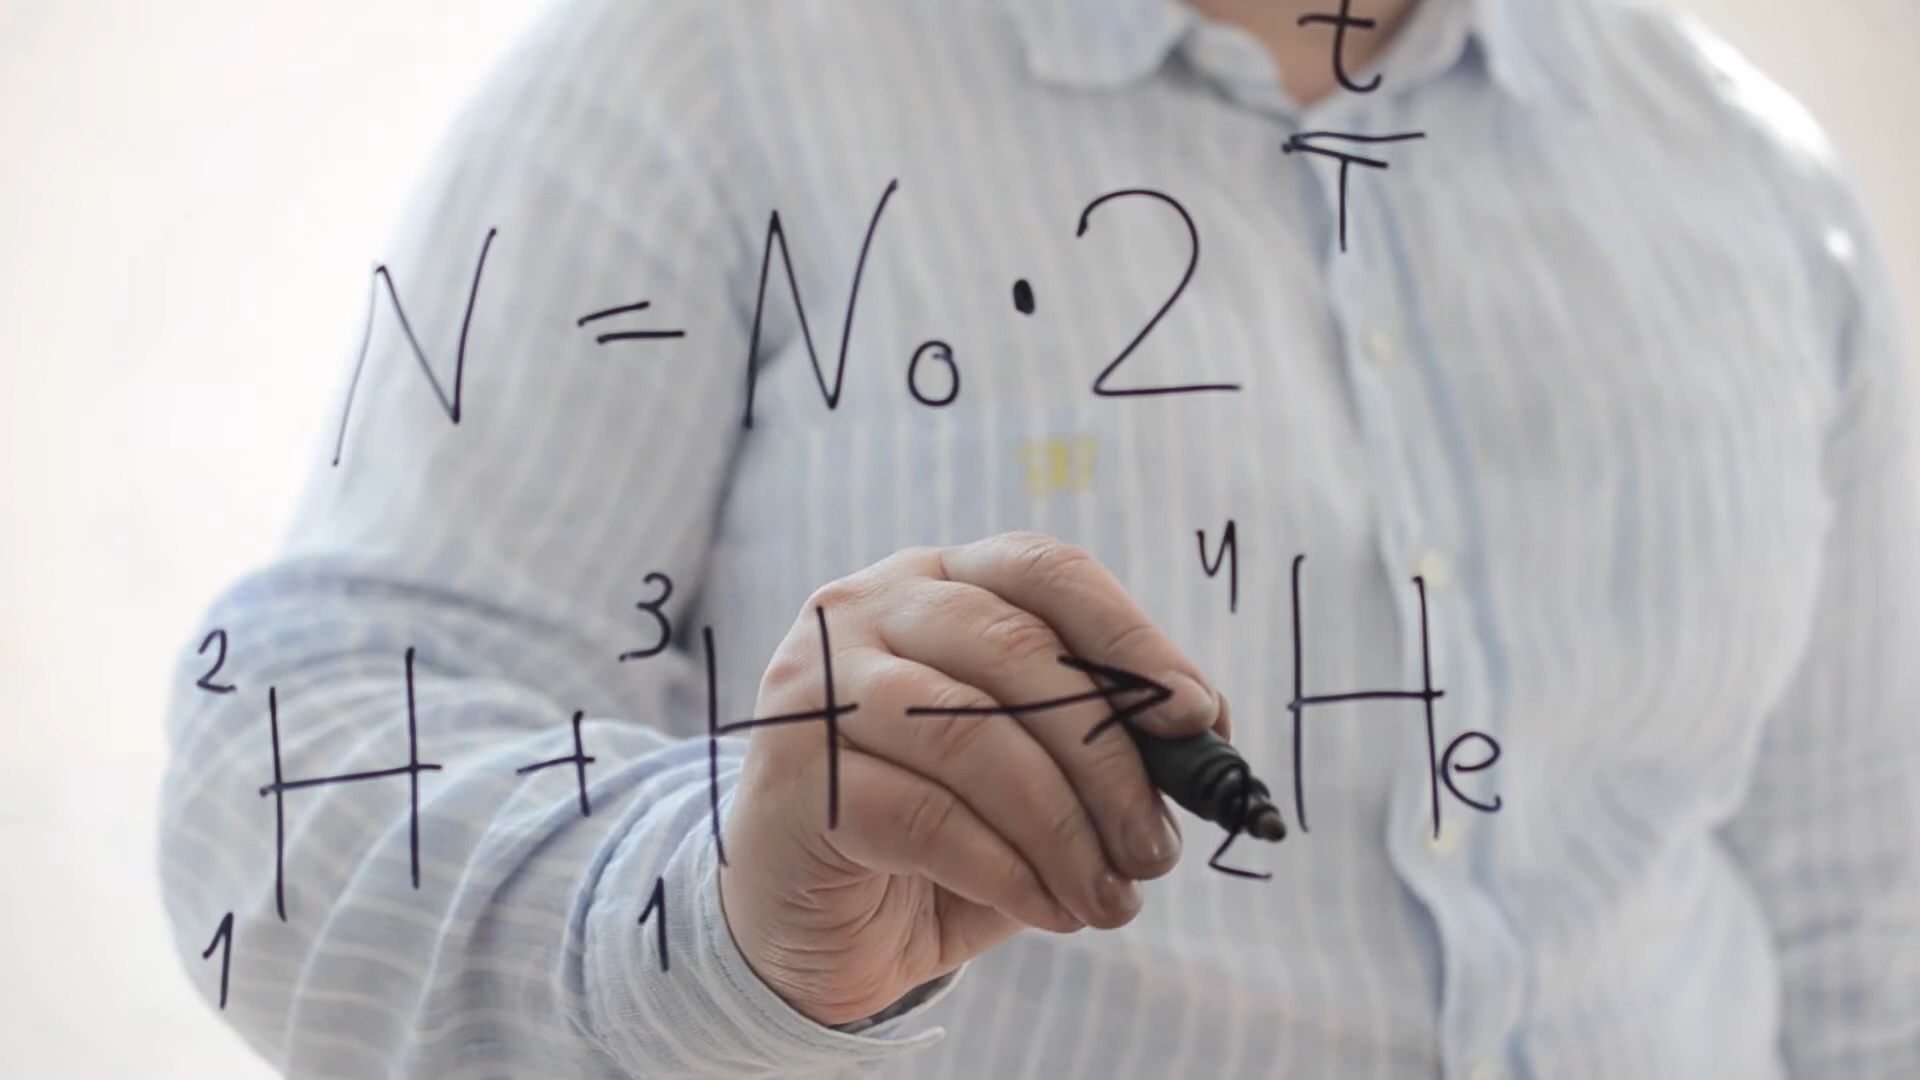 N = N₀ · 2^(t/T)
²₁H + ³₁H → ⁴₂He